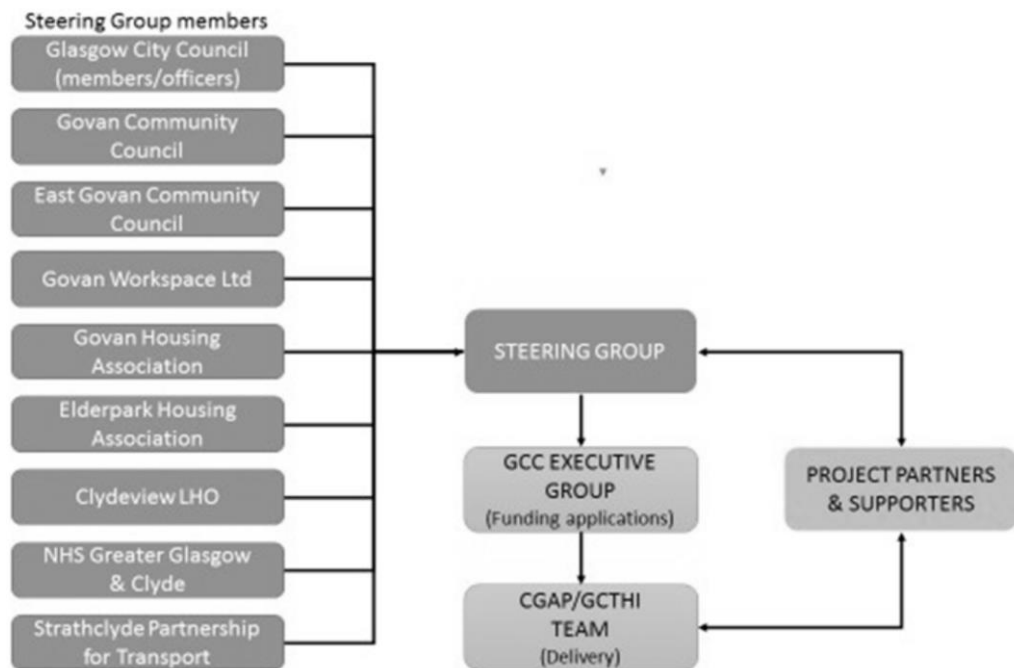 Steering Group members
Glasgow City Council
(members/officers)
Govan Community
Council
East Govan Community
Council
Govan Workspace Ltd
Govan Housing
Association
Elderpark Housing
Association
Clydeview LHO
NHS Greater Glasgow
& Clyde
Strathclyde Partnership
for Transport
STEERING GROUP
GCC EXECUTIVE
GROUP
(Funding applications)
CGAP/GCTHI
TEAM
(Delivery)
PROJECT PARTNERS
& SUPPORTERS